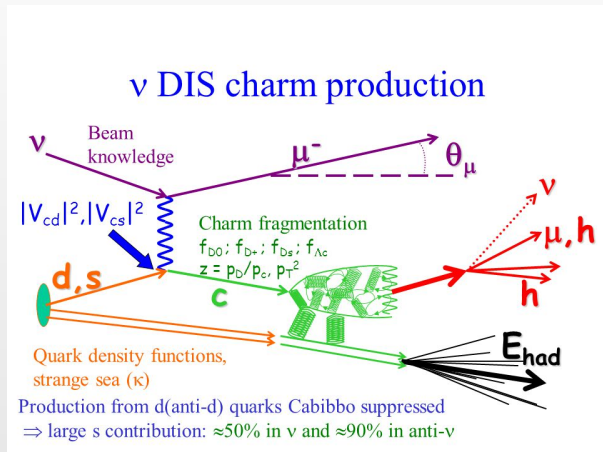 ν DIS charm production
ν
Beam
knowledge
μ-
θμ
|Vcd|²,|Vcs|²
Charm fragmentation
fD0; fD+; fDs; fΛc
z = pD/pc, pT²
d,s
c
ν
μ,h
h
Ehad
Quark density functions,
strange sea (κ)
Production from d(anti-d) quarks Cabibbo suppressed
⇒ large s contribution: ≈50% in ν and ≈90% in anti-ν